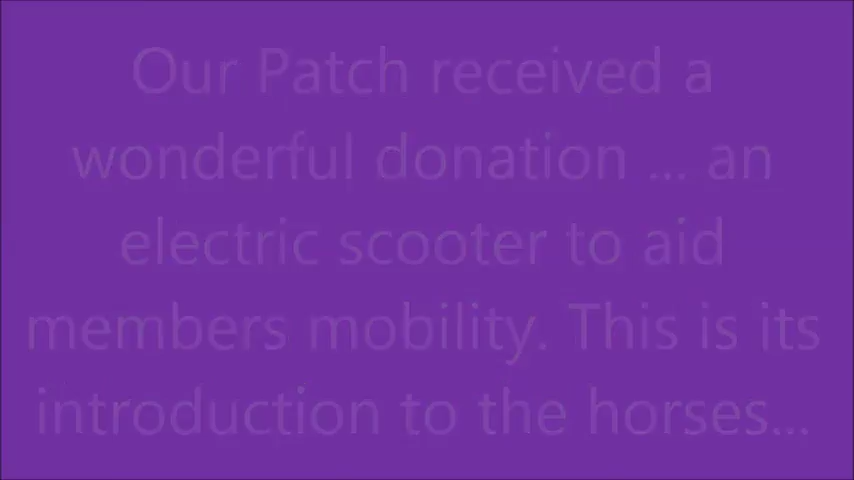 Our Patch received a
wonderful donation ... an
electric scooter to aid
members mobility. This is its
introduction to the horses...